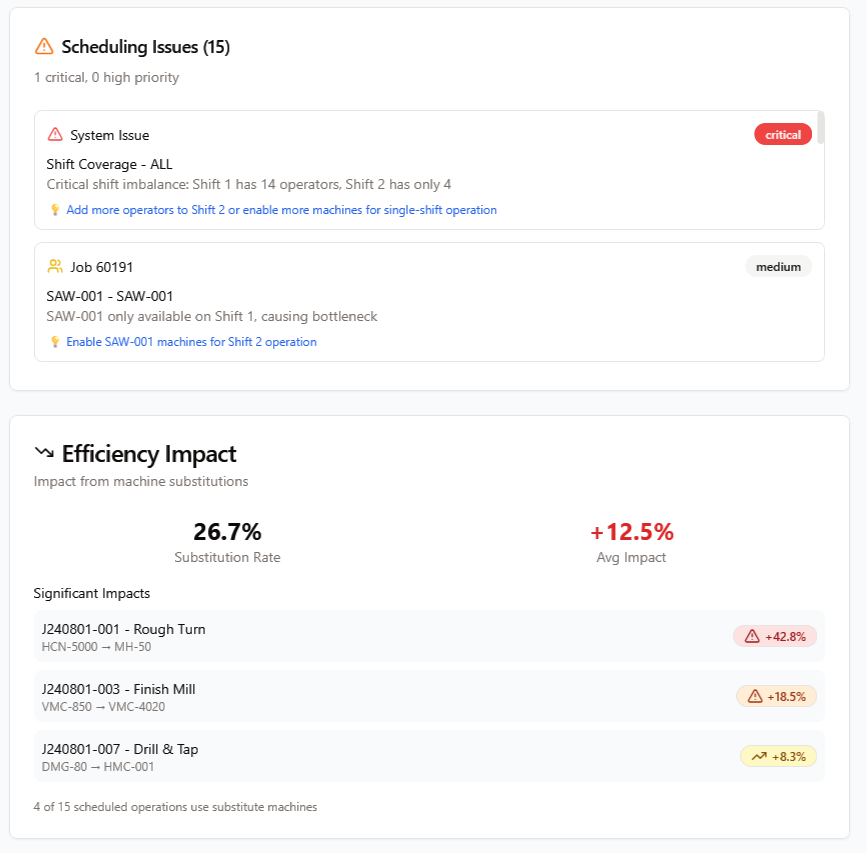 Scheduling Issues (15)
1 critical, 0 high priority
System Issue
critical
Shift Coverage - ALL
Critical shift imbalance: Shift 1 has 14 operators, Shift 2 has only 4
Add more operators to Shift 2 or enable more machines for single-shift operation
Job 60191
medium
SAW-001 - SAW-001
SAW-001 only available on Shift 1, causing bottleneck
Enable SAW-001 machines for Shift 2 operation
Efficiency Impact
Impact from machine substitutions
26.7%
Substitution Rate
+12.5%
Avg Impact
Significant Impacts
J240801-001 - Rough Turn
HCN-5000 → MH-50
+42.8%
J240801-003 - Finish Mill
VMC-850 → VMC-4020
+18.5%
J240801-007 - Drill & Tap
DMG-80 → HMC-001
+8.3%
4 of 15 scheduled operations use substitute machines